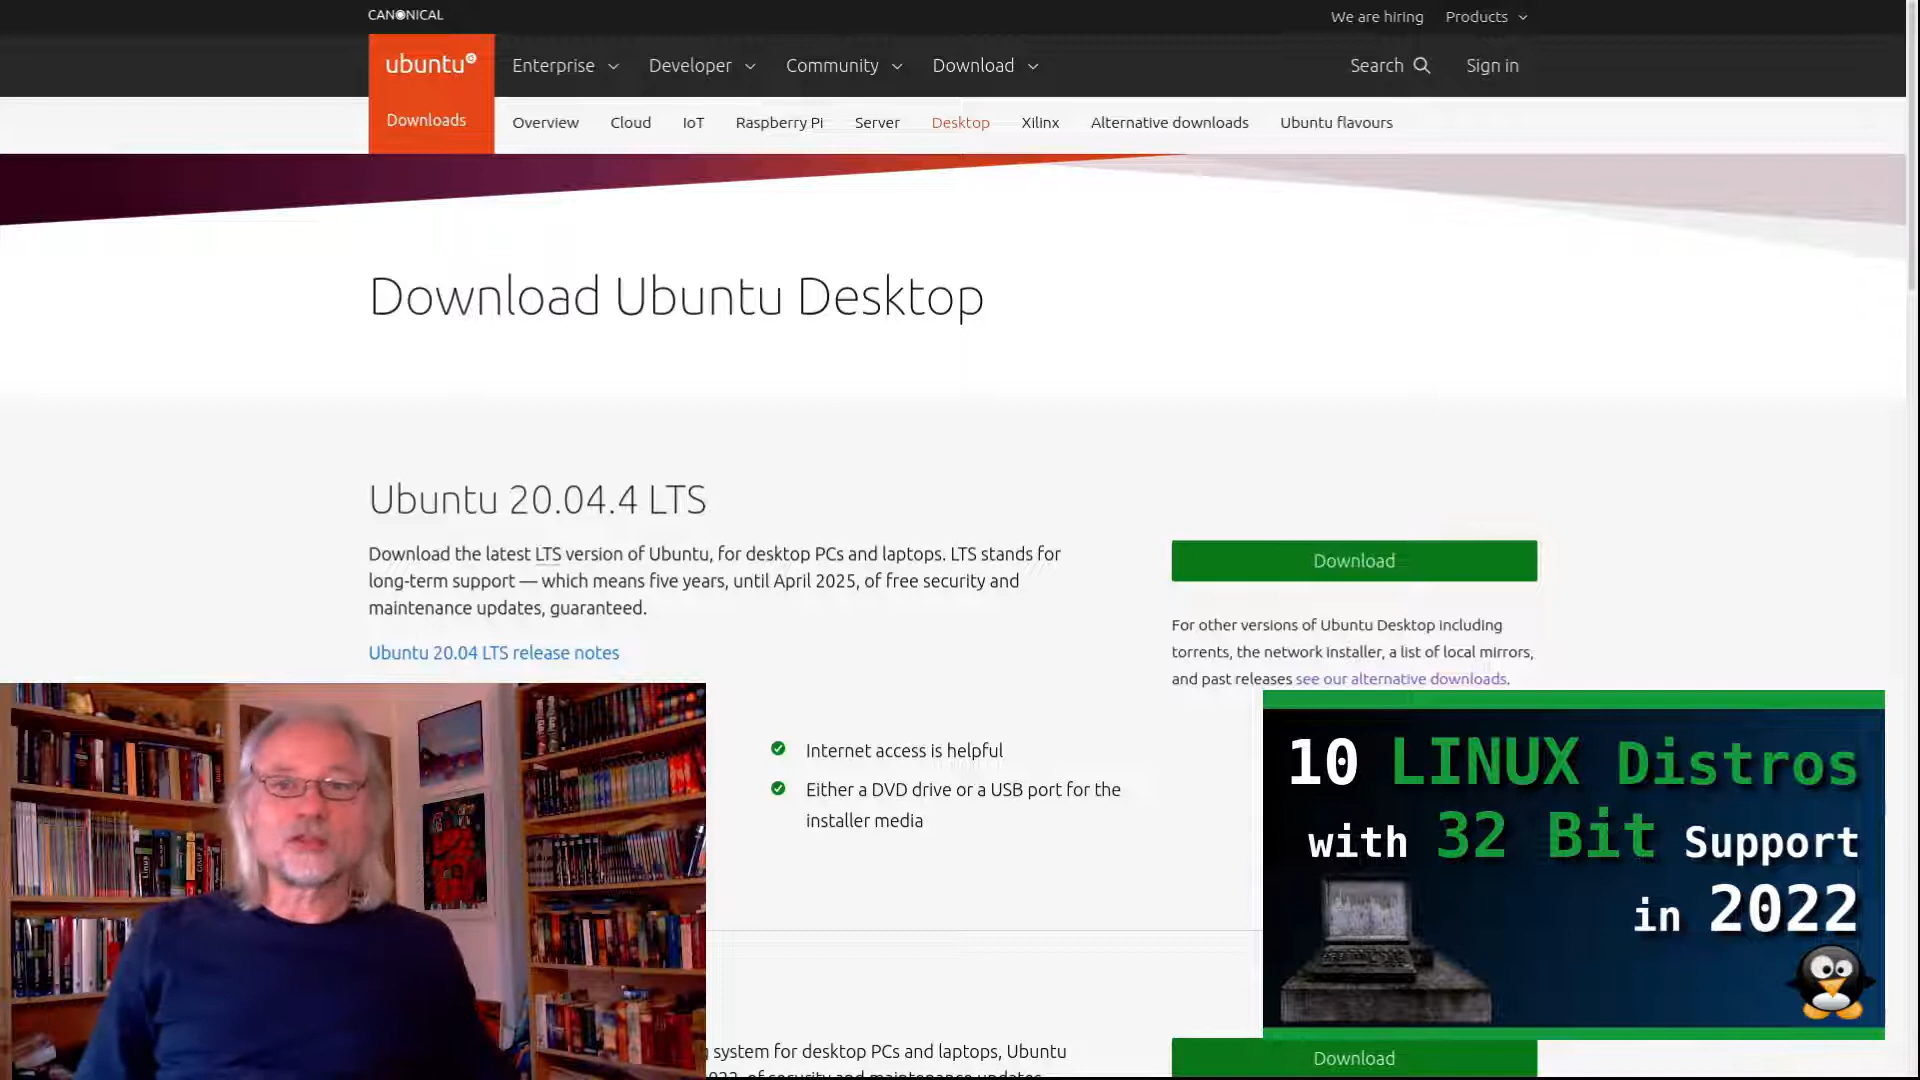 CANONICAL
We are hiring
Products
ubuntu
Enterprise
Developer
Community
Download
Search
Sign in
Downloads
Overview
Cloud
IoT
Raspberry Pi
Server
Desktop
Xilinx
Alternative downloads
Ubuntu flavours
Download Ubuntu Desktop
Ubuntu 20.04.4 LTS
Download the latest LTS version of Ubuntu, for desktop PCs and laptops. LTS stands for
long-term support — which means five years, until April 2025, of free security and
maintenance updates, guaranteed.
Ubuntu 20.04 LTS release notes
Download
For other versions of Ubuntu Desktop including
torrents, the network installer, a list of local mirrors,
and past releases see our alternative downloads.
Internet access is helpful
Either a DVD drive or a USB port for the
installer media
10 LINUX Distros
with 32 Bit Support
in 2022
system for desktop PCs and laptops, Ubuntu
of security and maintenance updates
Download